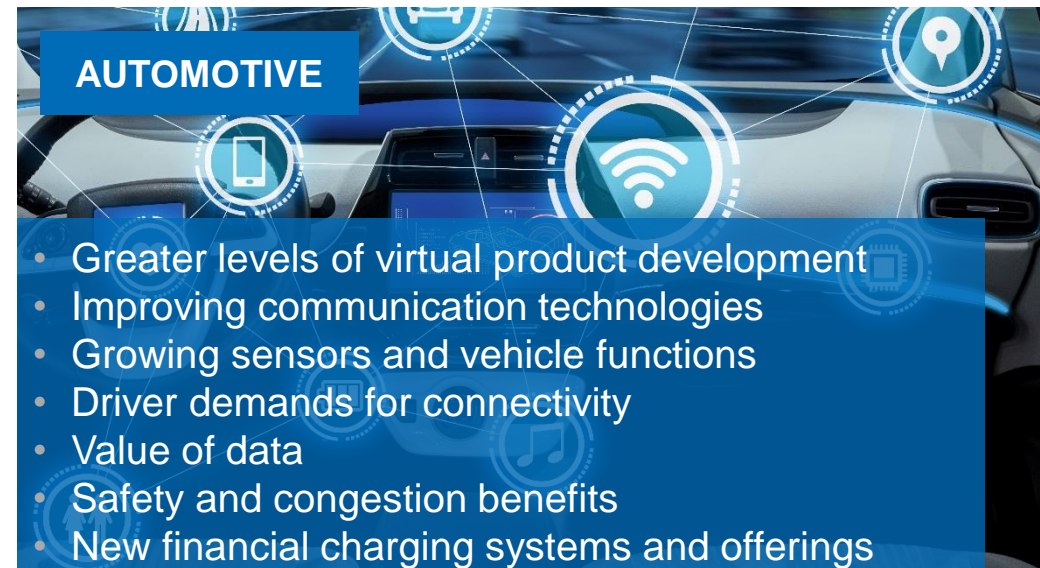 AUTOMOTIVE
• Greater levels of virtual product development
• Improving communication technologies
• Growing sensors and vehicle functions
• Driver demands for connectivity
• Value of data
• Safety and congestion benefits
• New financial charging systems and offerings